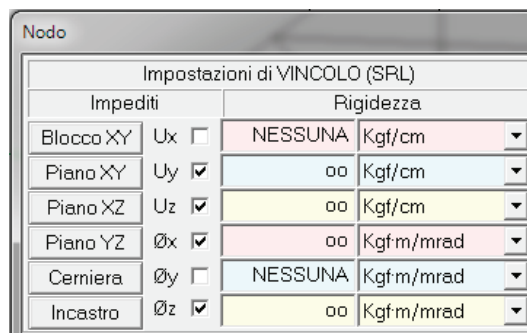 Nodo
Impostazioni di VINCOLO (SRL)
Impediti Rigidezza
Blocco XY Ux NESSUNA Kgf/cm
Piano XY Uy oo Kgf/cm
Piano XZ Uz oo Kgf/cm
Piano YZ Øx oo Kgf·m/mrad
Cerniera Øy NESSUNA Kgf·m/mrad
Incastro Øz oo Kgf·m/mrad